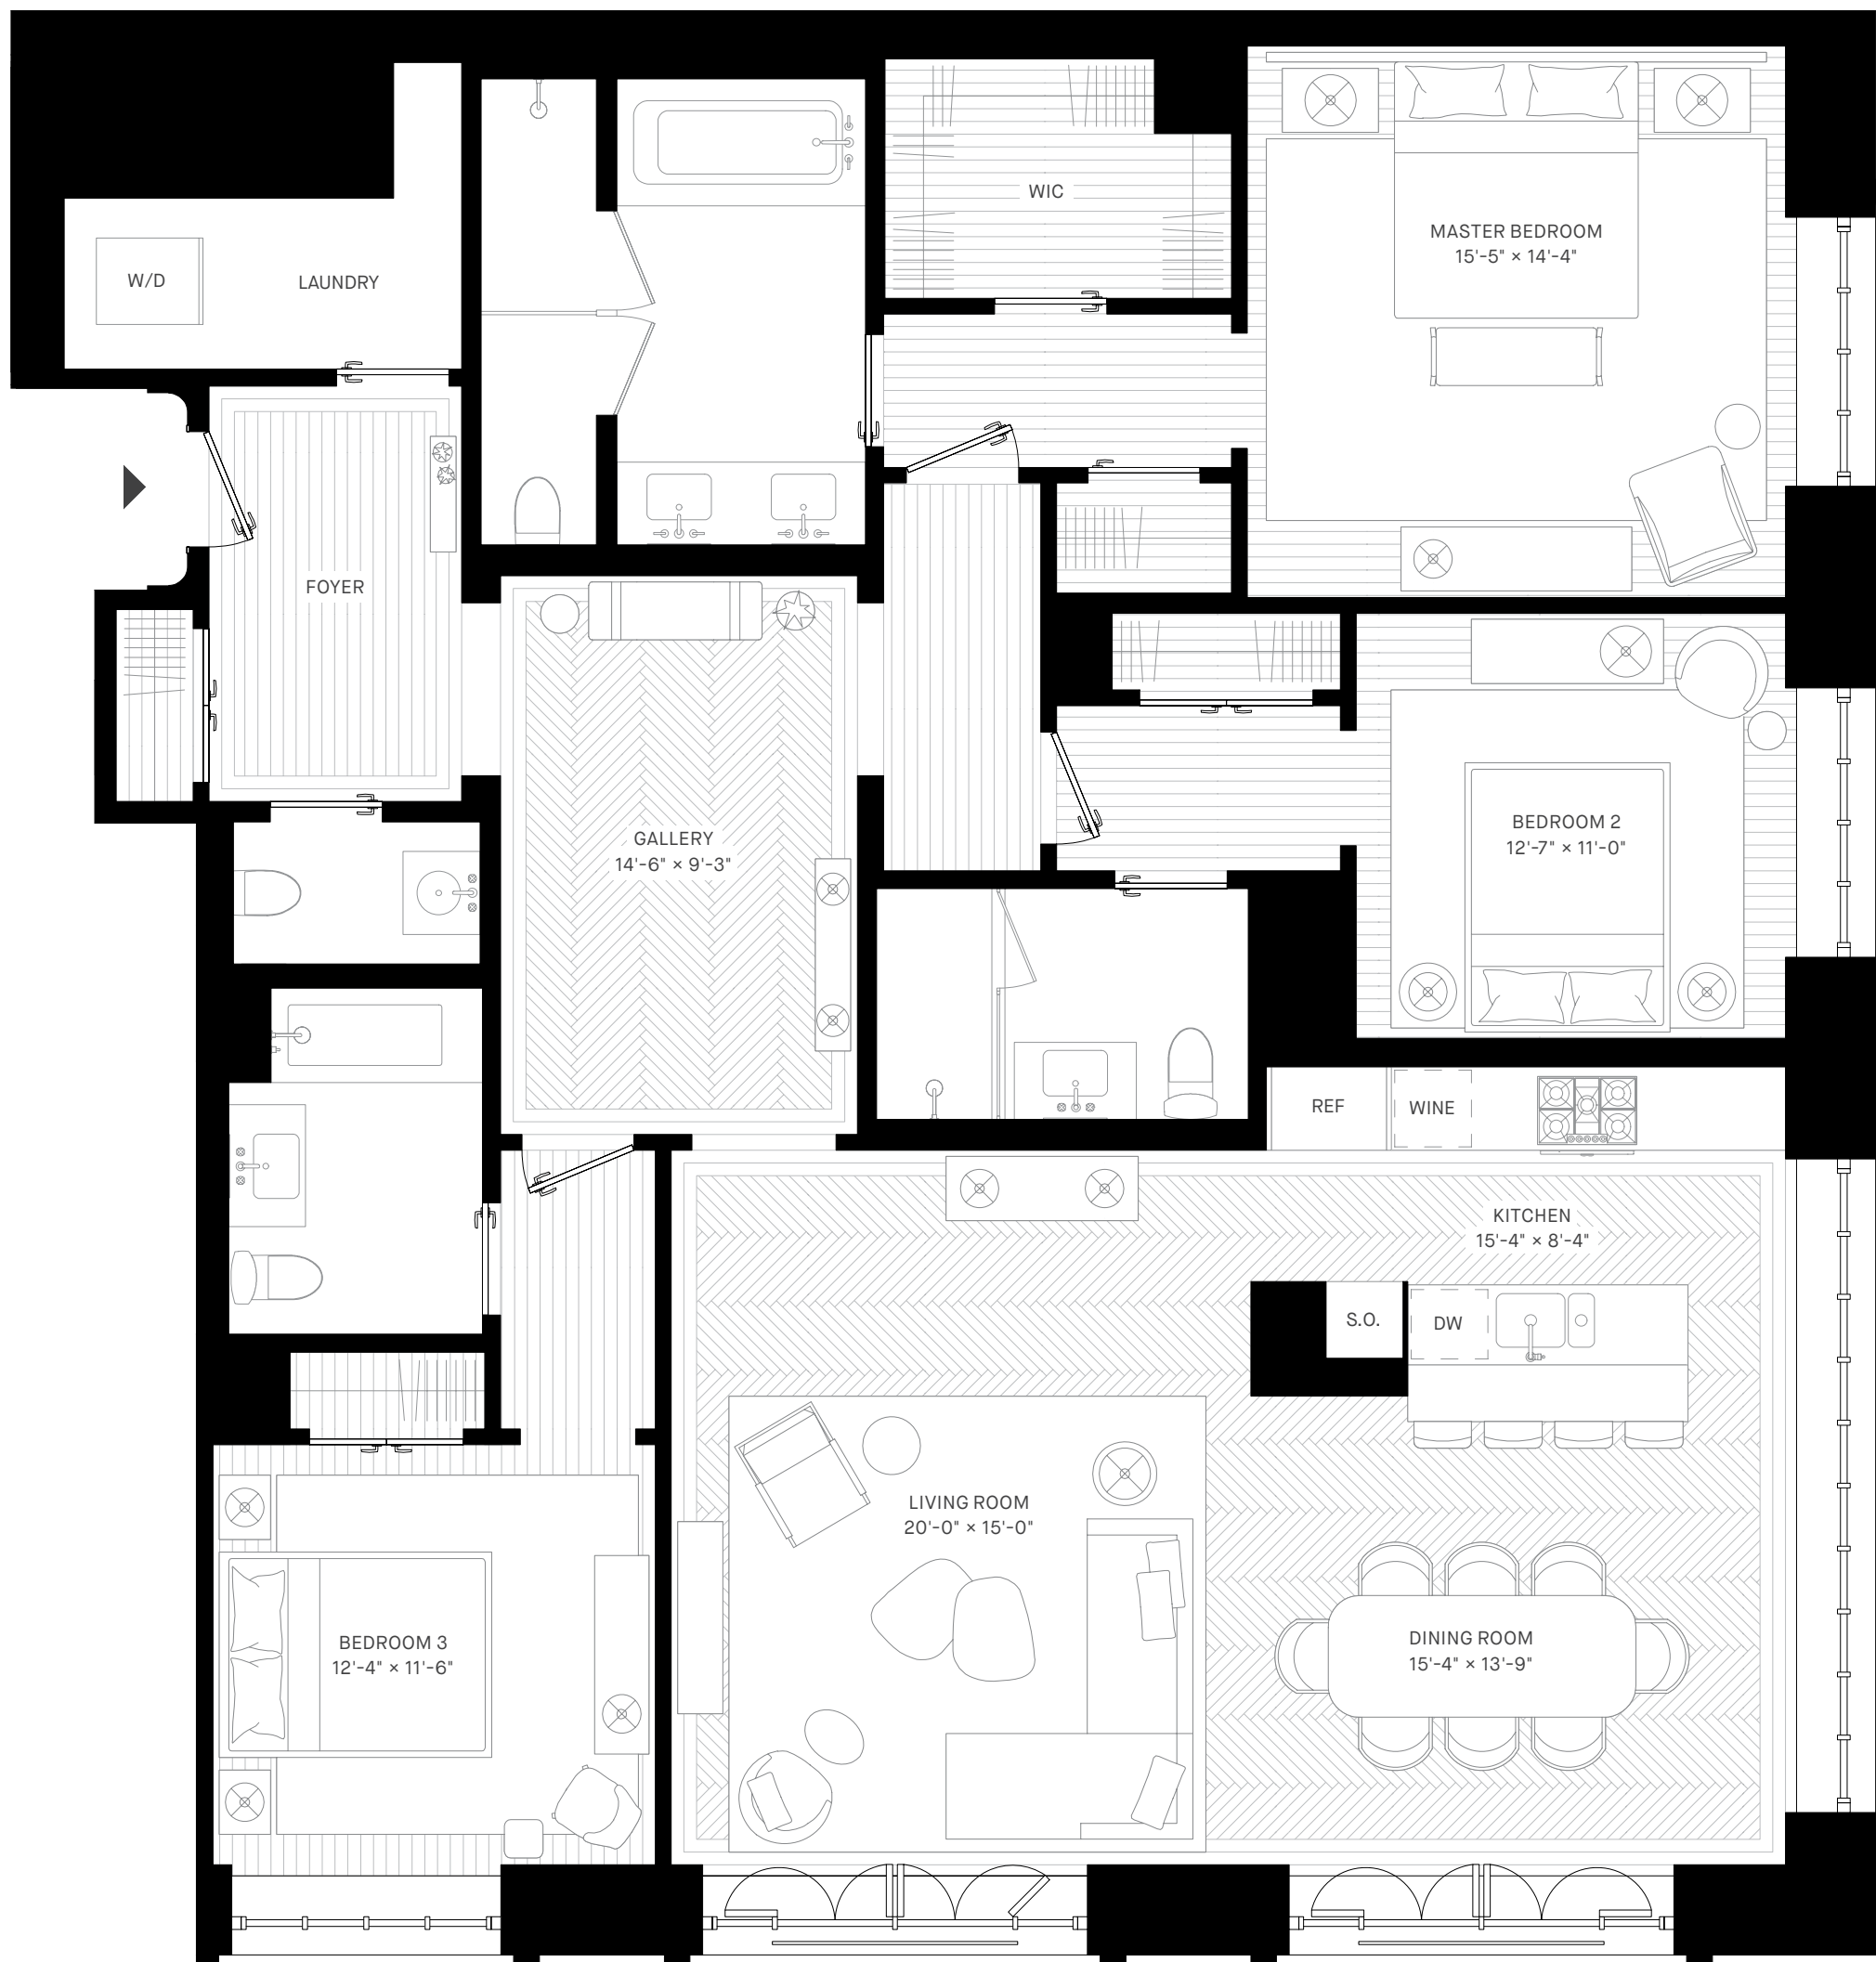 WIC
MASTER BEDROOM
15'-5" × 14'-4"
W/D
LAUNDRY
FOYER
GALLERY
14'-6" × 9'-3"
BEDROOM 2
12'-7" × 11'-0"
REF
WINE
KITCHEN
15'-4" × 8'-4"
S.O.
DW
LIVING ROOM
20'-0" × 15'-0"
BEDROOM 3
12'-4" × 11'-6"
DINING ROOM
15'-4" × 13'-9"